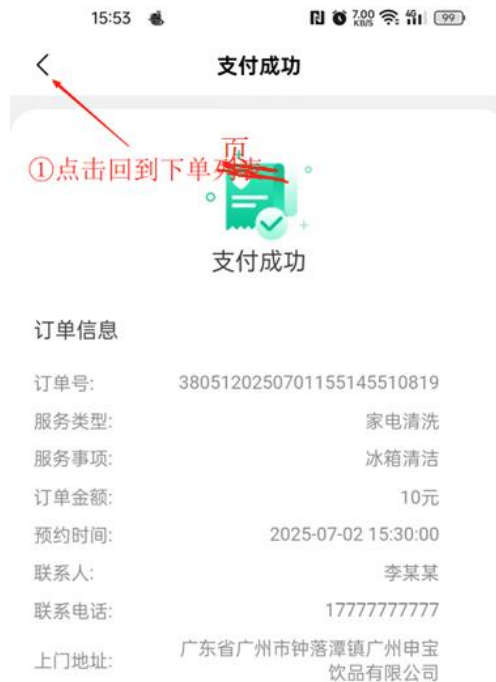 15:53 7.00 KB/S 4G 99
支付成功
页
①点击回到下单列表
支付成功
订单信息
订单号: 3805120250701155145510819
服务类型: 家电清洗
服务事项: 冰箱清洁
订单金额: 10元
预约时间: 2025-07-02 15:30:00
联系人: 李某某
联系电话: 17777777777
上门地址: 广东省广州市钟落潭镇广州申宝
饮品有限公司